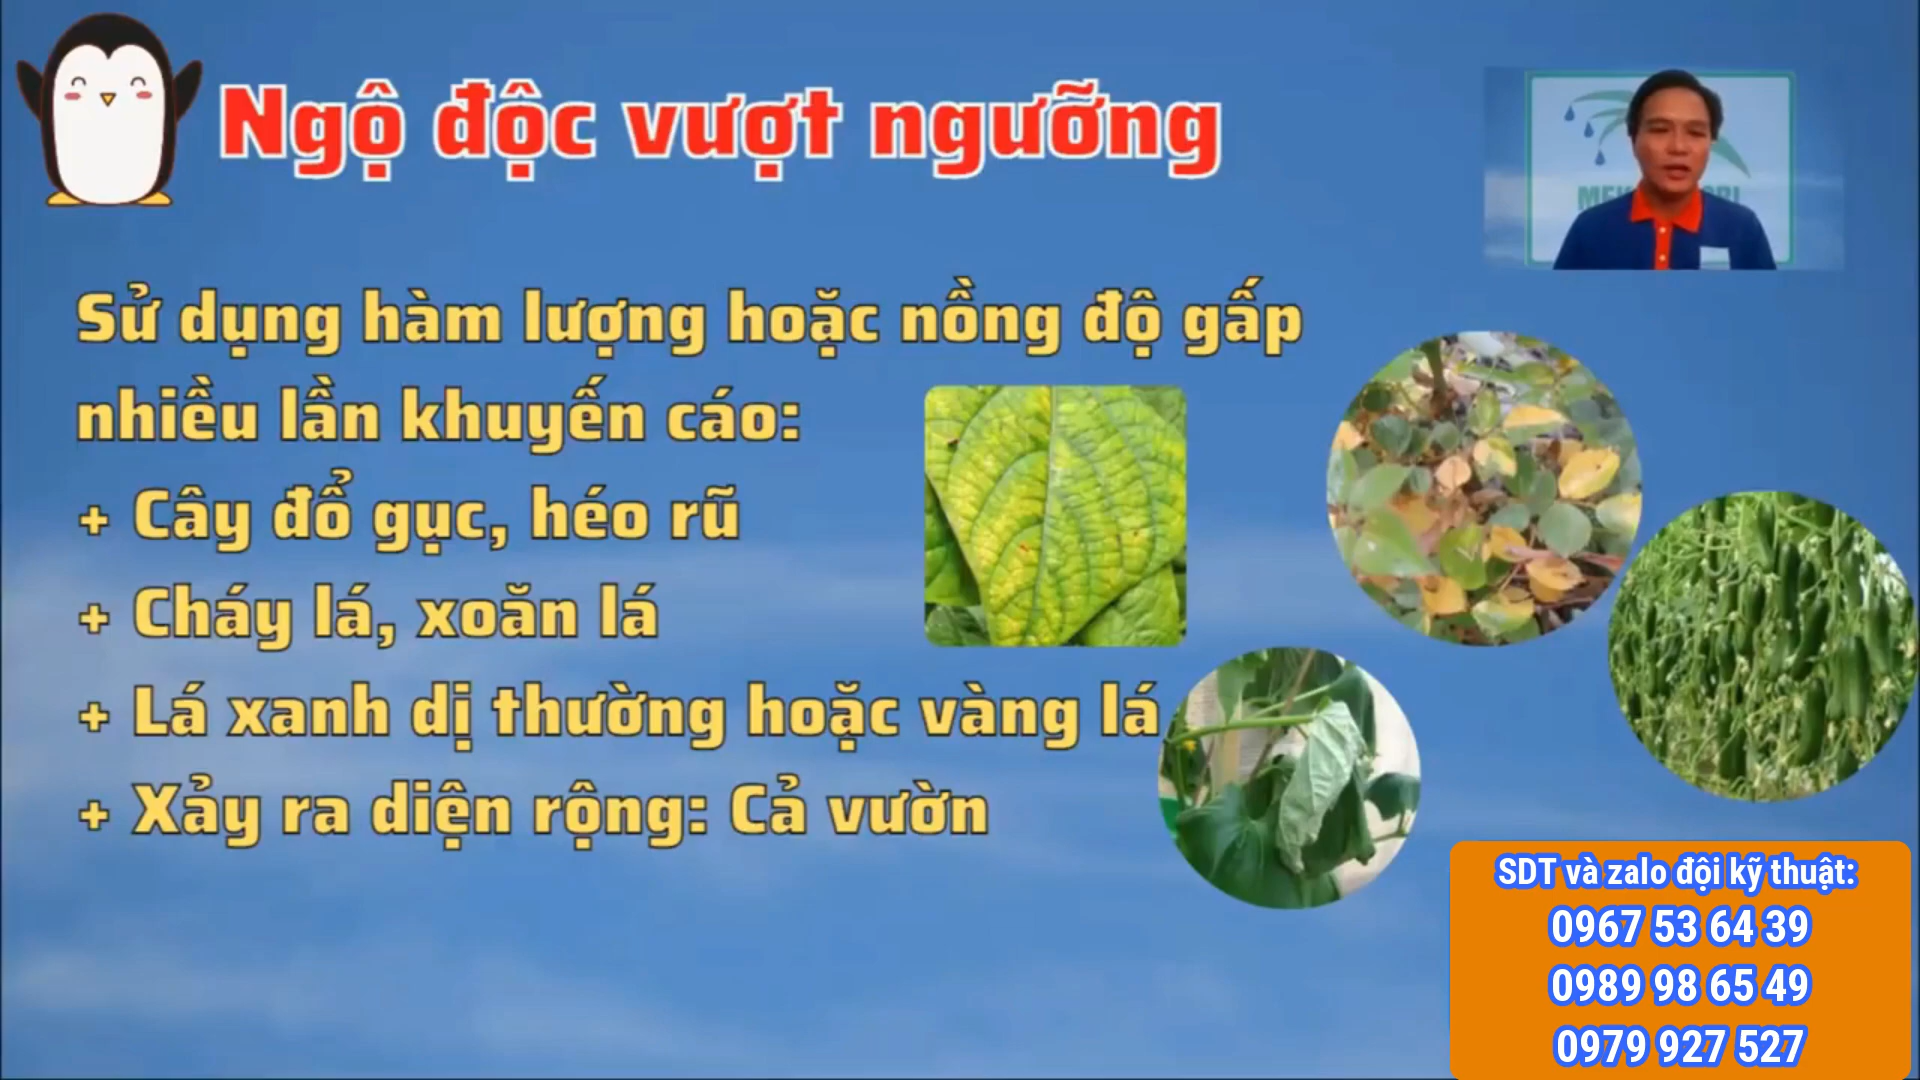 Ngộ độc vượt ngưỡng
Sử dụng hàm lượng hoặc nồng độ gấp
nhiều lần khuyến cáo:
+ Cây đổ gục, héo rũ
+ Cháy lá, xoăn lá
+ Lá xanh dị thường hoặc vàng lá
+ Xảy ra diện rộng: Cả vườn
SDT và zalo đội kỹ thuật:
0967 53 64 39
0989 98 65 49
0979 927 527